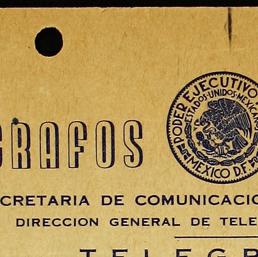 GRAFOS
PODER EJECUTIVO
ESTADOS UNIDOS MEXICANOS
MEXICO D.F.
CRETARIA DE COMUNICACIO
DIRECCION GENERAL DE TELE
TELEGR